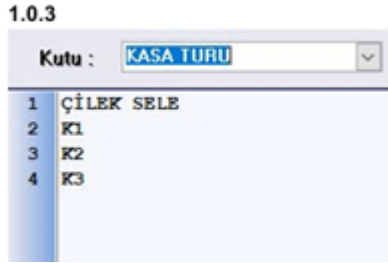 1.0.3
Kutu : KASA TURU
1 ÇİLEK SELE
2 K1
3 K2
4 K3